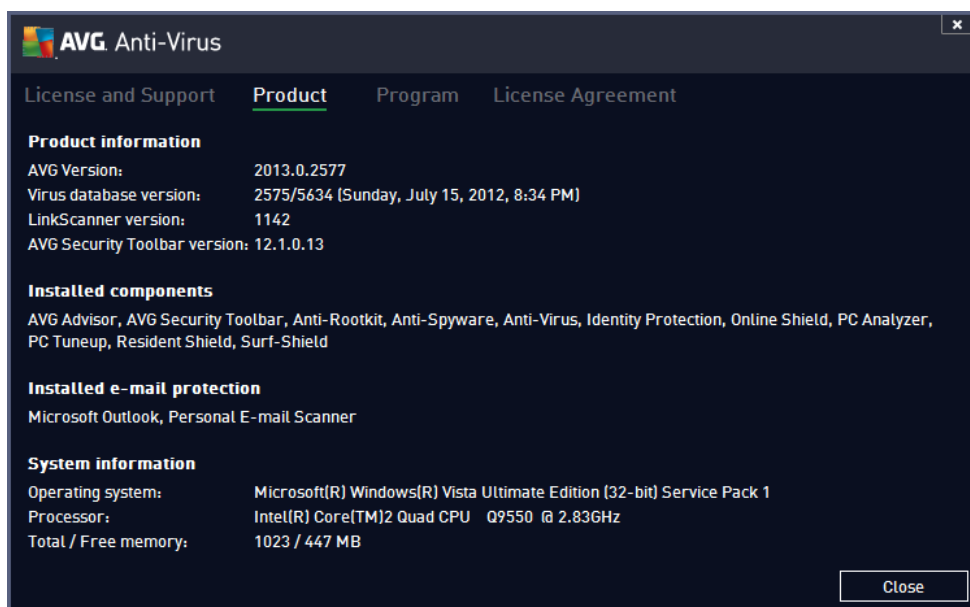 AVG. Anti-Virus
x
License and Support Product Program License Agreement
Product information
AVG Version: 2013.0.2577
Virus database version: 2575/5634 (Sunday, July 15, 2012, 8:34 PM)
LinkScanner version: 1142
AVG Security Toolbar version: 12.1.0.13
Installed components
AVG Advisor, AVG Security Toolbar, Anti-Rootkit, Anti-Spyware, Anti-Virus, Identity Protection, Online Shield, PC Analyzer,
PC Tuneup, Resident Shield, Surf-Shield
Installed e-mail protection
Microsoft Outlook, Personal E-mail Scanner
System information
Operating system: Microsoft(R) Windows(R) Vista Ultimate Edition (32-bit) Service Pack 1
Processor: Intel(R) Core(TM)2 Quad CPU Q9550 @ 2.83GHz
Total / Free memory: 1023 / 447 MB
Close